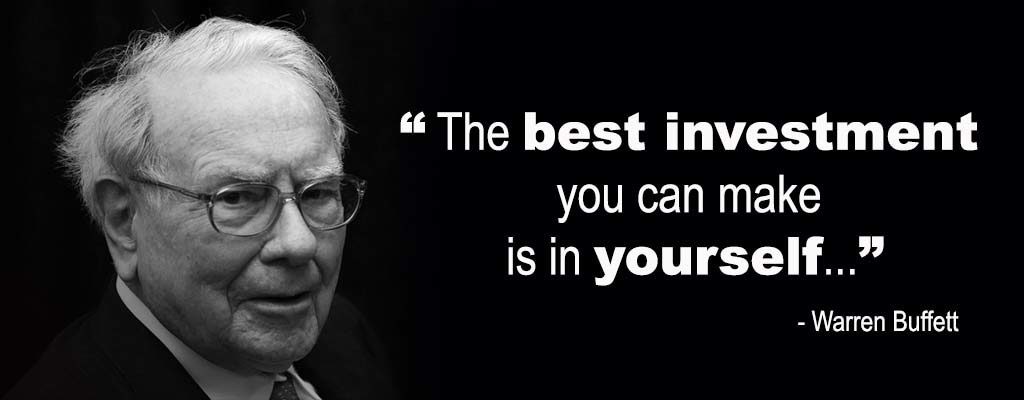 “ The best investment
you can make
is in yourself...”
- Warren Buffett